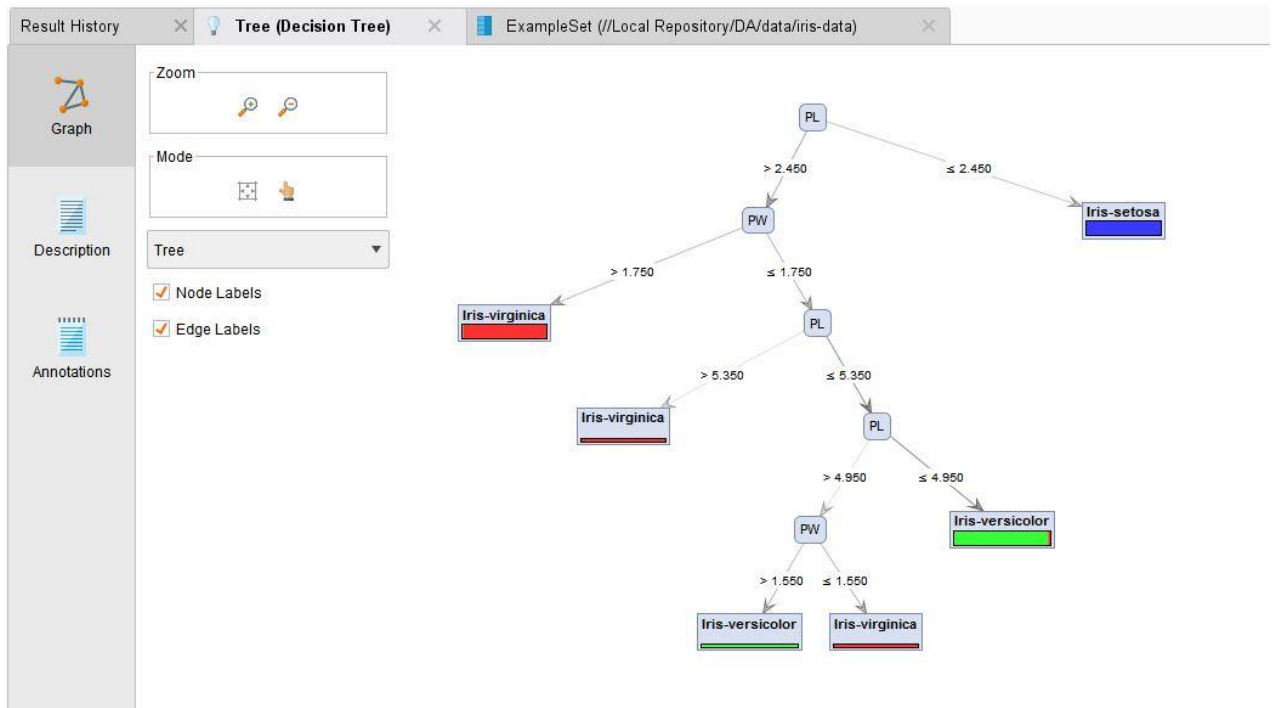 Result History
Tree (Decision Tree)
ExampleSet (//Local Repository/DA/data/iris-data)
Graph
Description
Annotations
Zoom
Mode
Tree
Node Labels
Edge Labels
PL
> 2.450
≤ 2.450
PW
Iris-setosa
> 1.750
≤ 1.750
Iris-virginica
PL
> 5.350
≤ 5.350
Iris-virginica
PL
> 4.950
≤ 4.950
PW
Iris-versicolor
> 1.550
≤ 1.550
Iris-versicolor
Iris-virginica